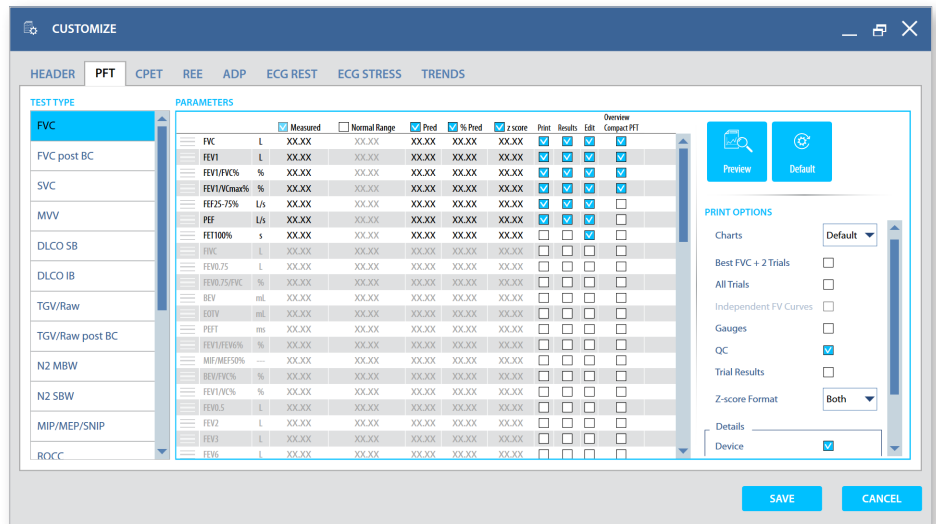 CUSTOMIZE
HEADER PFT CPET REE ADP ECG REST ECG STRESS TRENDS
TEST TYPE
FVC
FVC post BC
SVC
MVV
DLCO SB
DLCO IB
TGV/Raw
TGV/Raw post BC
N2 MBW
N2 SBW
MIP/MEP/SNIP
ROCC
PARAMETERS
Overview
Measured Normal Range Pred % Pred z score Print Results Edit Compact PFT
FVC L XX.XX XX.XX XX.XX XX.XX XX.XX
FEV1 L XX.XX XX.XX XX.XX XX.XX XX.XX
FEV1/FVC% % XX.XX XX.XX XX.XX XX.XX XX.XX
FEV1/VCmax% % XX.XX XX.XX XX.XX XX.XX XX.XX
FEF25-75% L/s XX.XX XX.XX XX.XX XX.XX XX.XX
PEF L/s XX.XX XX.XX XX.XX XX.XX XX.XX
FET100% s XX.XX XX.XX XX.XX XX.XX XX.XX
FIVC L XX.XX XX.XX XX.XX XX.XX XX.XX
FEV0.75 L XX.XX XX.XX XX.XX XX.XX XX.XX
FEV0.75/FVC % XX.XX XX.XX XX.XX XX.XX XX.XX
BEV mL XX.XX XX.XX XX.XX XX.XX XX.XX
EOTV mL XX.XX XX.XX XX.XX XX.XX XX.XX
PEFT ms XX.XX XX.XX XX.XX XX.XX XX.XX
FEV1/FEV6% % XX.XX XX.XX XX.XX XX.XX XX.XX
MIF/MEF50% --- XX.XX XX.XX XX.XX XX.XX XX.XX
BEV/FVC% % XX.XX XX.XX XX.XX XX.XX XX.XX
FEV1/VC% % XX.XX XX.XX XX.XX XX.XX XX.XX
FEV0.5 L XX.XX XX.XX XX.XX XX.XX XX.XX
FEV2 L XX.XX XX.XX XX.XX XX.XX XX.XX
FEV3 L XX.XX XX.XX XX.XX XX.XX XX.XX
FEV6 L XX.XX XX.XX XX.XX XX.XX XX.XX
Preview Default
PRINT OPTIONS
Charts Default
Best FVC + 2 Trials
All Trials
Independent FV Curves
Gauges
QC
Trial Results
Z-score Format Both
Details
Device
SAVE CANCEL